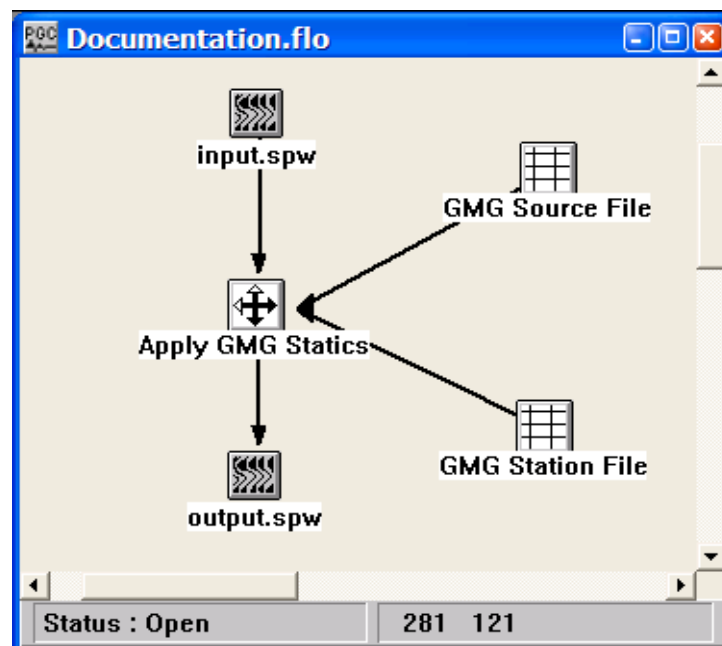 PGC
Documentation.flo
input.spw
GMG Source File
Apply GMG Statics
GMG Station File
output.spw
Status : Open
281 121